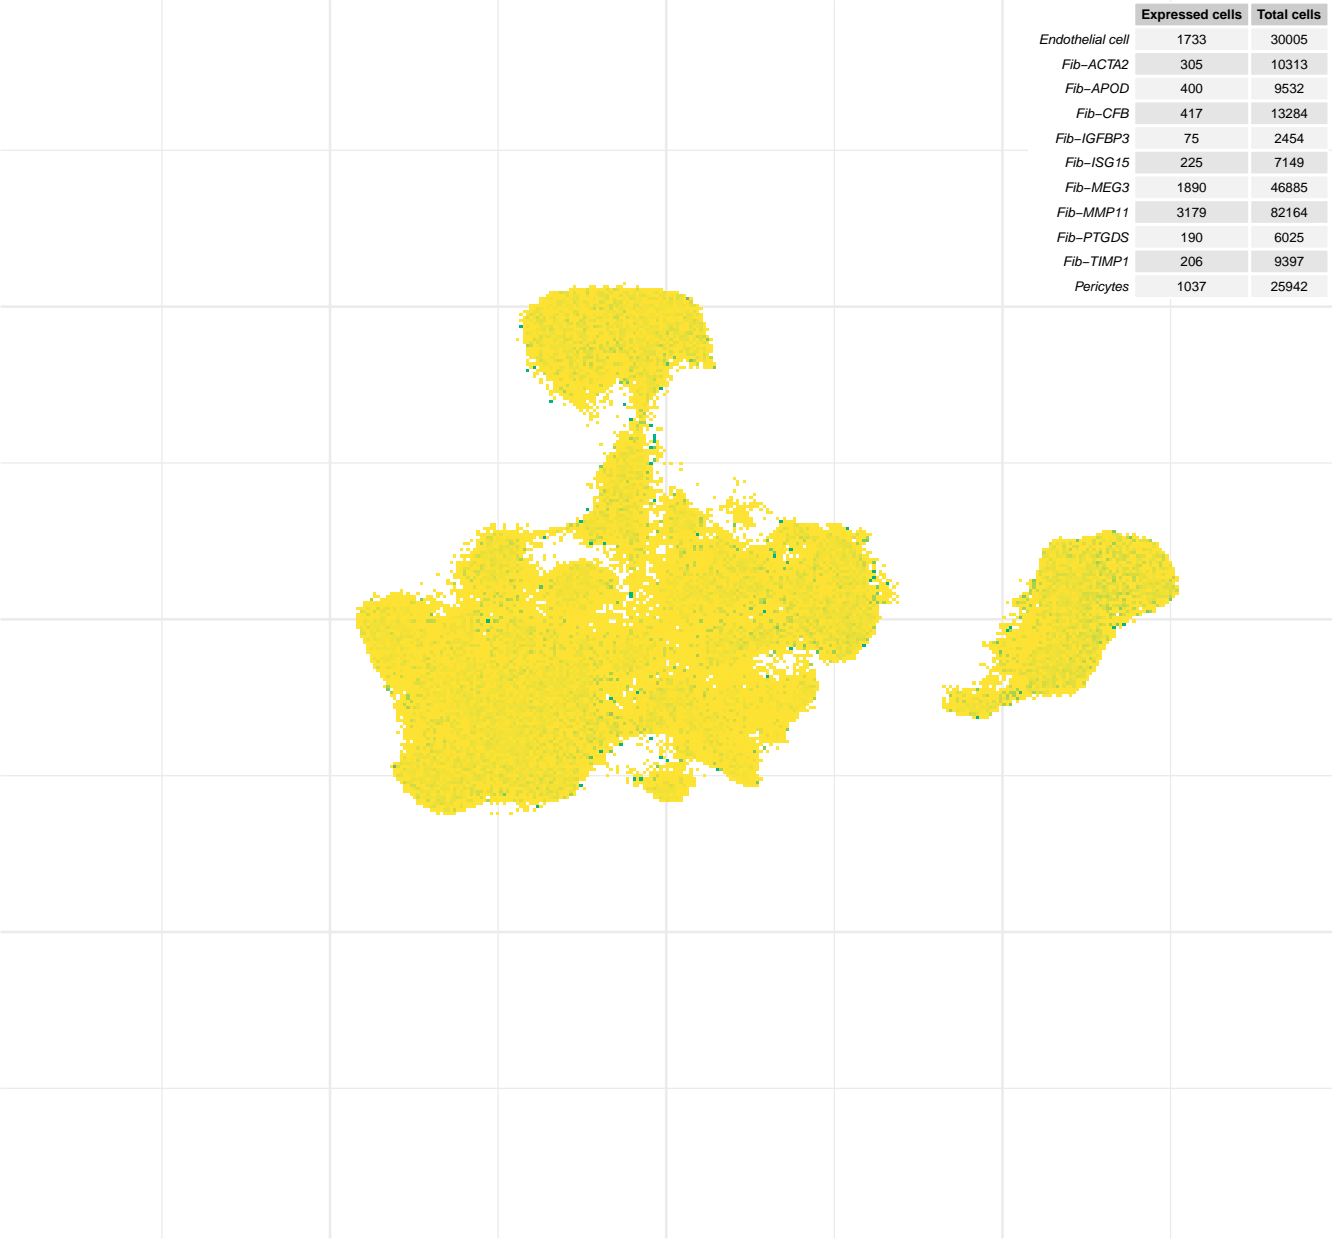 Expressed cells Total cells
Endothelial cell 1733 30005
Fib−ACTA2 305 10313
Fib−APOD 400 9532
Fib−CFB 417 13284
Fib−IGFBP3 75 2454
Fib−ISG15 225 7149
Fib−MEG3 1890 46885
Fib−MMP11 3179 82164
Fib−PTGDS 190 6025
Fib−TIMP1 206 9397
Pericytes 1037 25942